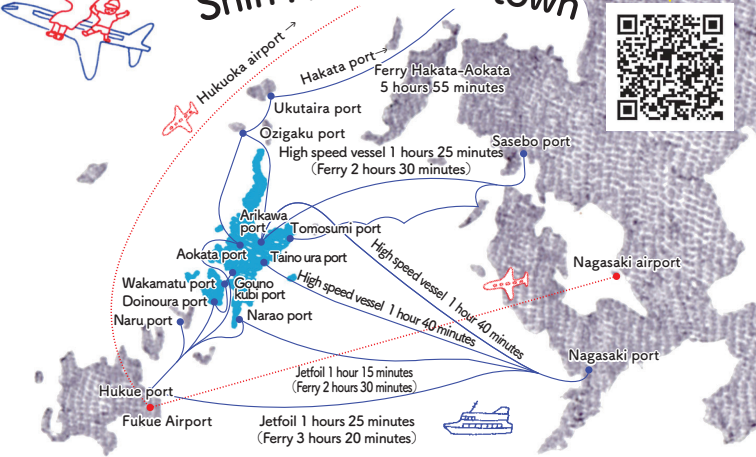 Hukuoka airport→
Hakata port→
Ferry Hakata-Aokata
5 hours 55 minutes
Ukutaira port
Ozigaku port
Sasebo port
High speed vessel 1 hours 25 minutes
(Ferry 2 hours 30 minutes)
Arikawa
port
Tomosumi port
Aokata port
Taino ura port
Nagasaki airport
High speed vessel 1 hour 40 minutes
High speed vessel 1 hour 40 minutes
Wakamatu port
Gouno
kubi port
Doinoura port
Naru port
Narao port
Nagasaki port
Jetfoil 1 hour 15 minutes
(Ferry 2 hours 30 minutes)
Hukue port
Fukue Airport
Jetfoil 1 hour 25 minutes
(Ferry 3 hours 20 minutes)